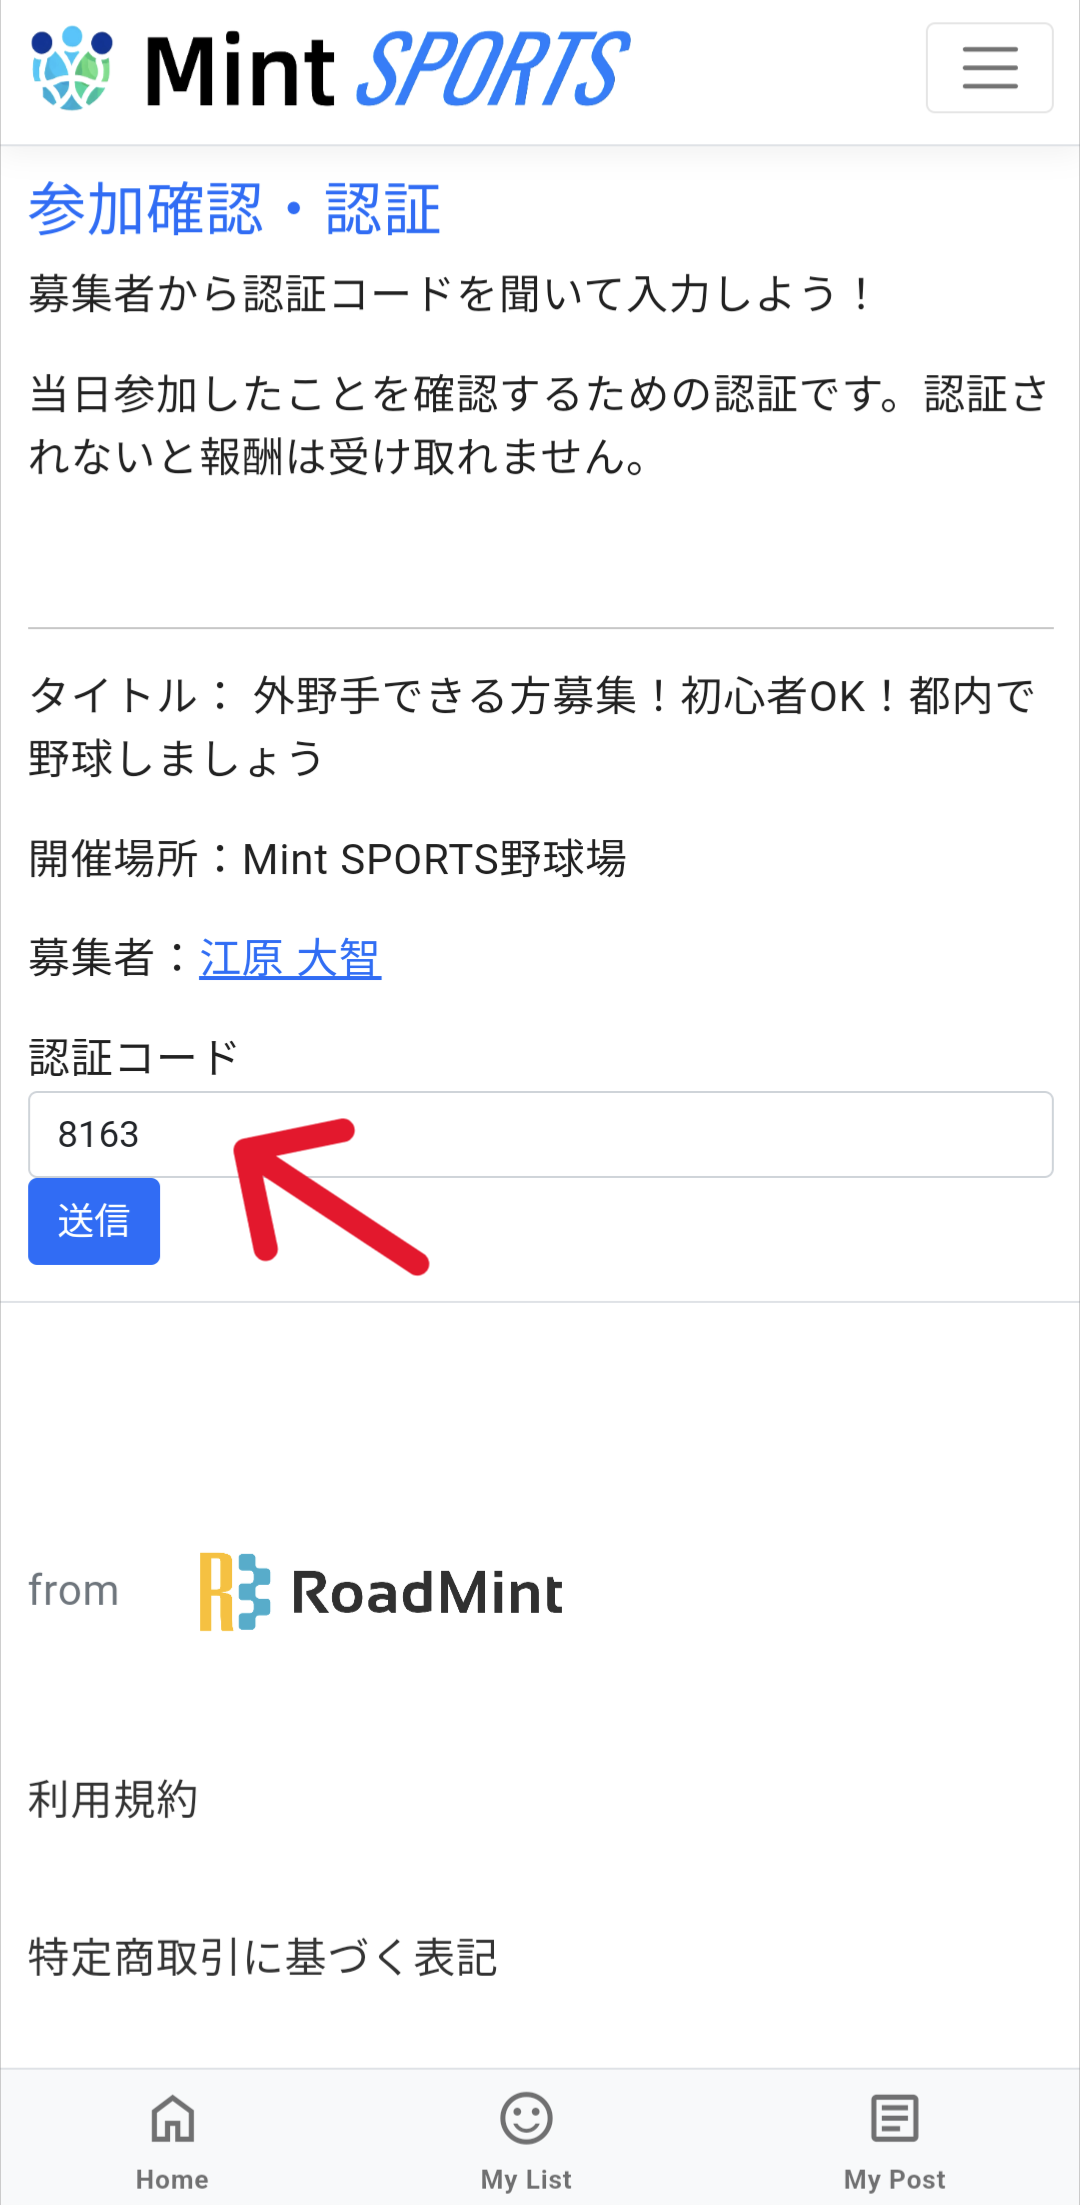 Mint SPORTS
参加確認・認証
募集者から認証コードを聞いて入力しよう！
当日参加したことを確認するための認証です。認証さ
れないと報酬は受け取れません。
タイトル： 外野手できる方募集！初心者OK！都内で
野球しましょう
開催場所：Mint SPORTS野球場
募集者：江原 大智
認証コード
8163
送信
from RoadMint
利用規約
特定商取引に基づく表記
Home My List My Post